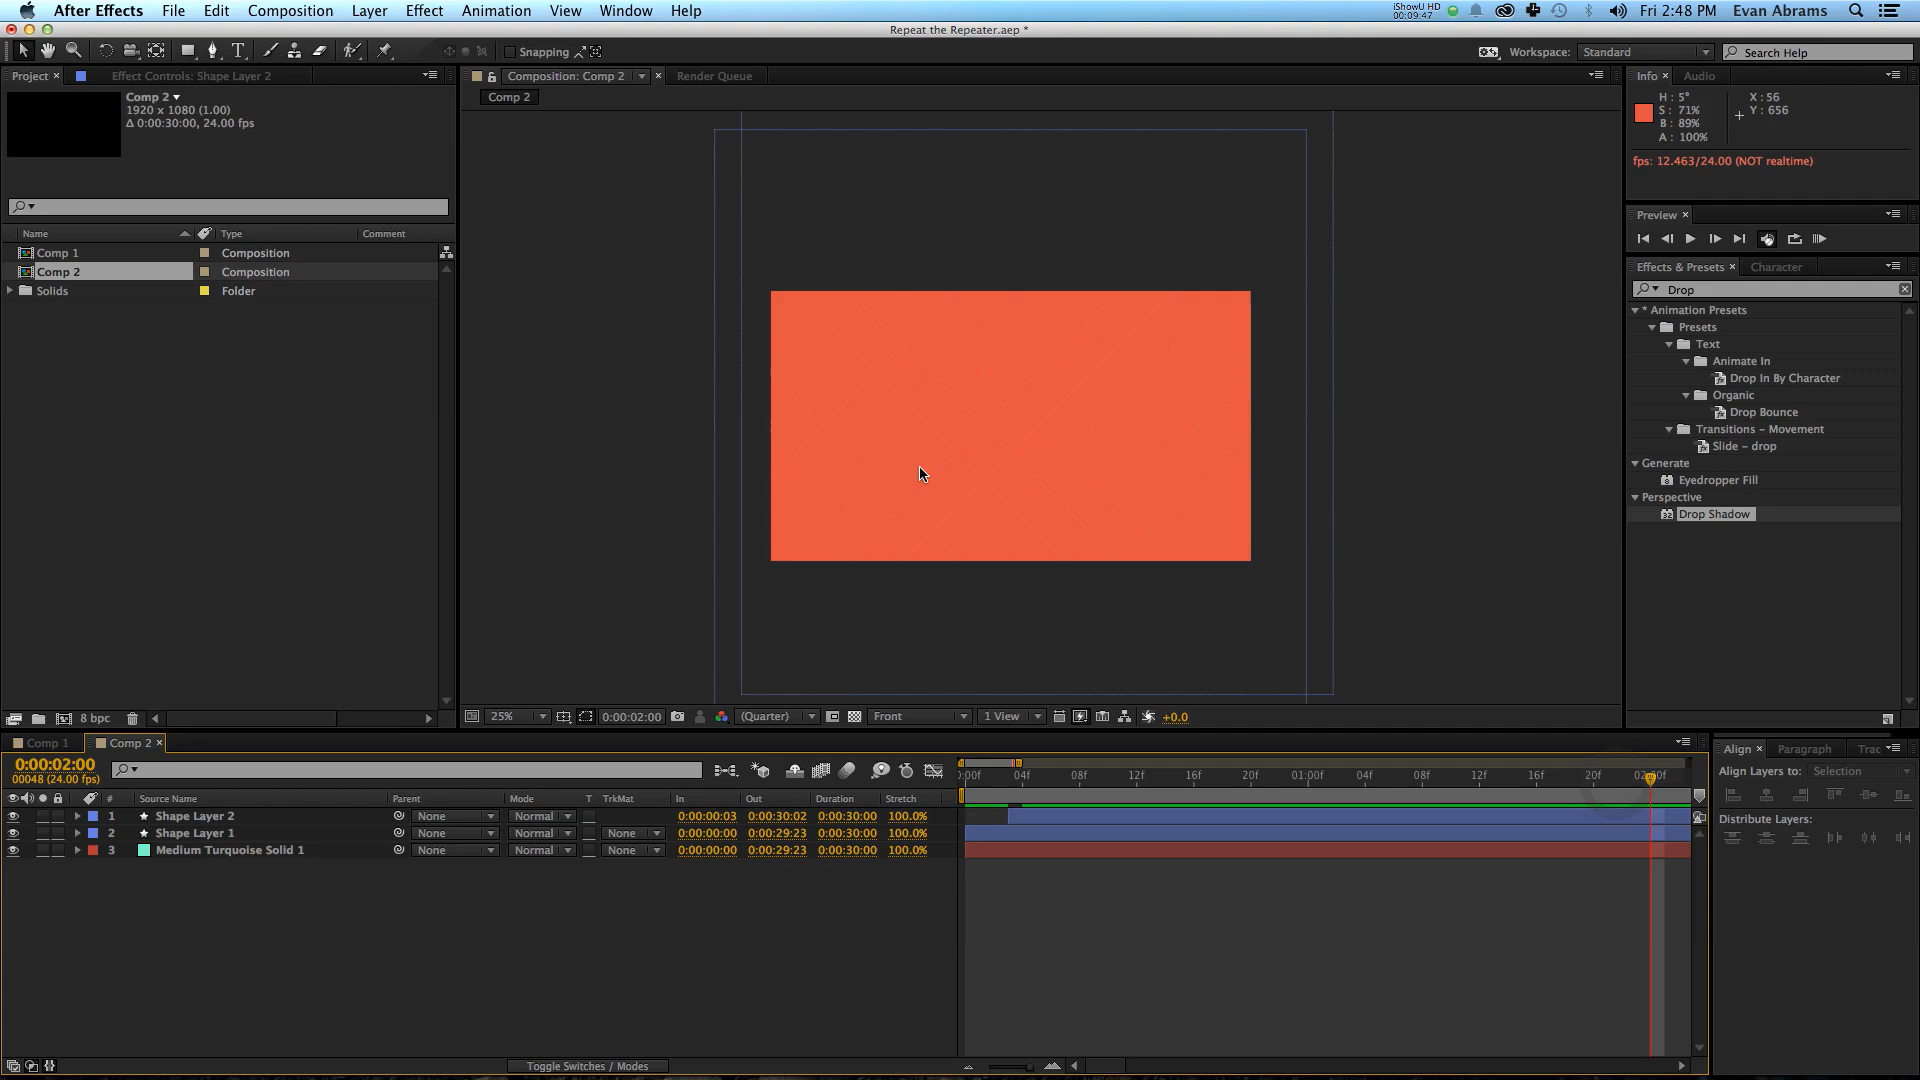 After Effects File Edit Composition Layer Effect Animation View Window Help
iShowU HD
00:09:47
Fri 2:48 PM Evan Abrams
Repeat the Repeater.aep *
Snapping
Workspace: Standard
Search Help
Project × Effect Controls: Shape Layer 2
Composition: Comp 2 × Render Queue
Info × Audio
Comp 2
1920 x 1080 (1.00)
Δ 0:00:30:00, 24.00 fps
Comp 2
H : 5°
S : 71%
B : 89%
A : 100%
X : 56
Y : 656
fps: 12.463/24.00 (NOT realtime)
Preview ×
Effects & Presets × Character
Drop
* Animation Presets
Presets
Text
Animate In
Drop In By Character
Organic
Drop Bounce
Transitions – Movement
Slide – drop
Generate
Eyedropper Fill
Perspective
32 Drop Shadow
Name Type Comment
Comp 1 Composition
Comp 2 Composition
Solids Folder
8 bpc
25% 0:00:02:00 (Quarter) Front 1 View +0.0
Comp 1 Comp 2 ×
0:00:02:00
00048 (24.00 fps)
# Source Name Parent Mode T TrkMat In Out Duration Stretch
1 Shape Layer 2 None Normal 0:00:00:03 0:00:30:02 0:00:30:00 100.0%
2 Shape Layer 1 None Normal None 0:00:00:00 0:00:29:23 0:00:30:00 100.0%
3 Medium Turquoise Solid 1 None Normal None 0:00:00:00 0:00:29:23 0:00:30:00 100.0%
0:00f 04f 08f 12f 16f 20f 01:00f 04f 08f 12f 16f 20f 02:00f
Toggle Switches / Modes
Align × Paragraph Trac
Align Layers to: Selection
Distribute Layers: